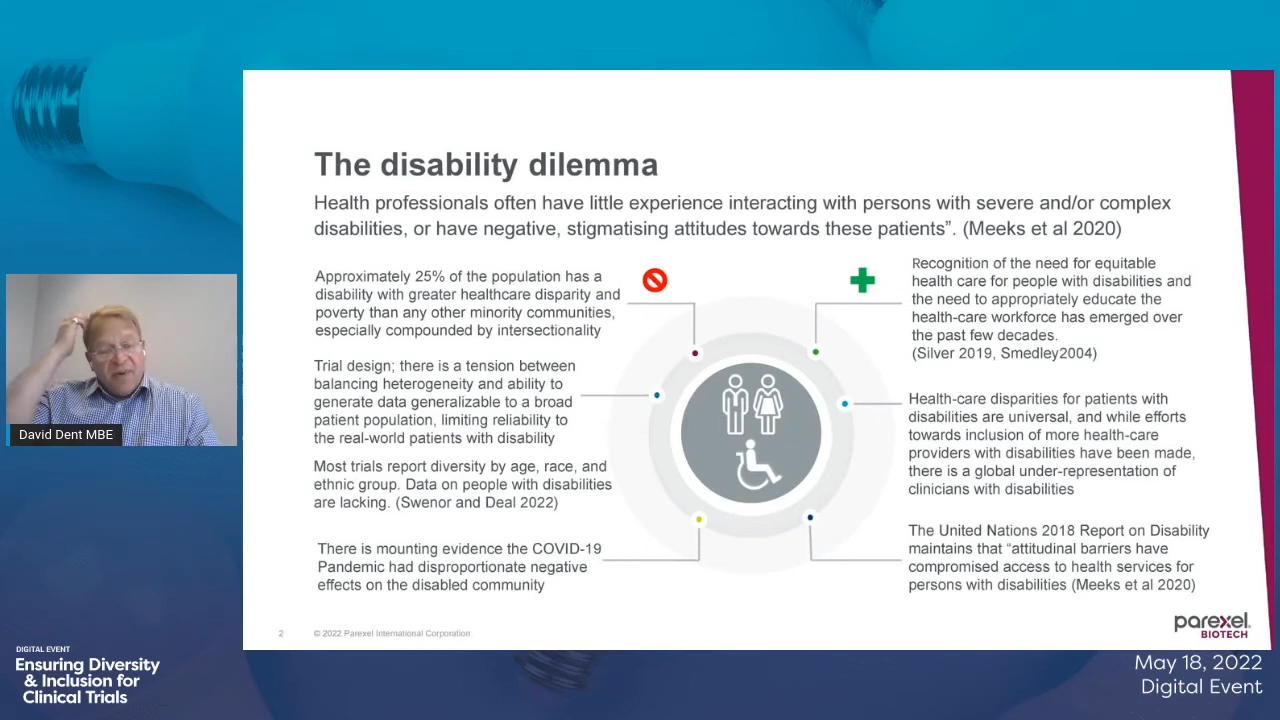 The disability dilemma
Health professionals often have little experience interacting with persons with severe and/or complex
disabilities, or have negative, stigmatising attitudes towards these patients”. (Meeks et al 2020)
Approximately 25% of the population has a
disability with greater healthcare disparity and
poverty than any other minority communities,
especially compounded by intersectionality
Trial design; there is a tension between
balancing heterogeneity and ability to
generate data generalizable to a broad
patient population, limiting reliability to
the real-world patients with disability
Most trials report diversity by age, race, and
ethnic group. Data on people with disabilities
are lacking. (Swenor and Deal 2022)
There is mounting evidence the COVID-19
Pandemic had disproportionate negative
effects on the disabled community
Recognition of the need for equitable
health care for people with disabilities and
the need to appropriately educate the
health-care workforce has emerged over
the past few decades.
(Silver 2019, Smedley2004)
Health-care disparities for patients with
disabilities are universal, and while efforts
towards inclusion of more health-care
providers with disabilities have been made,
there is a global under-representation of
clinicians with disabilities
The United Nations 2018 Report on Disability
maintains that “attitudinal barriers have
compromised access to health services for
persons with disabilities (Meeks et al 2020)
2 © 2022 Parexel International Corporation
parexel.
BIOTECH
David Dent MBE
DIGITAL EVENT
Ensuring Diversity
& Inclusion for
Clinical Trials
May 18, 2022
Digital Event